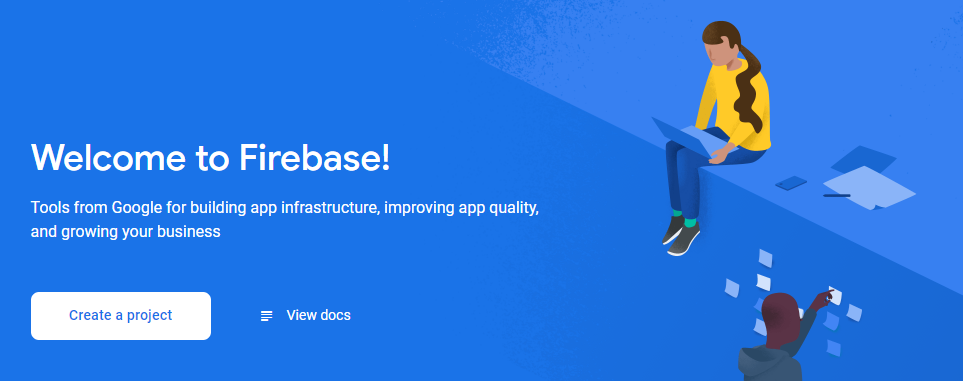 Welcome to Firebase!
Tools from Google for building app infrastructure, improving app quality,
and growing your business
Create a project
View docs